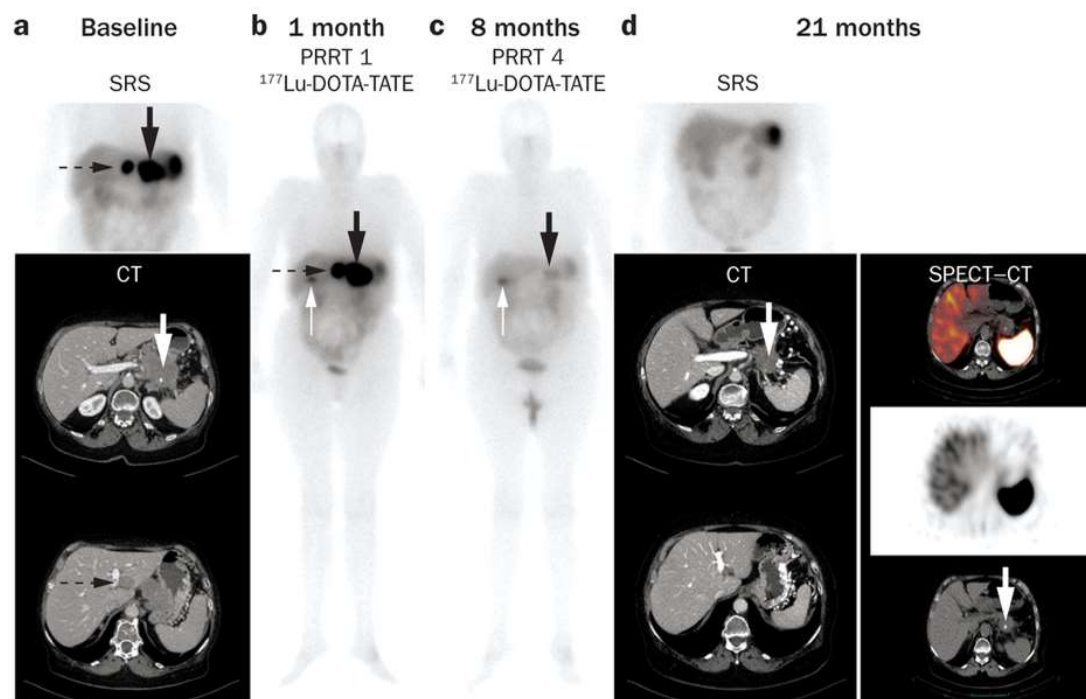 a Baseline
SRS
CT
b 1 month
PRRT 1
¹⁷⁷Lu-DOTA-TATE
c 8 months
PRRT 4
¹⁷⁷Lu-DOTA-TATE
d 21 months
SRS
CT
SPECT–CT